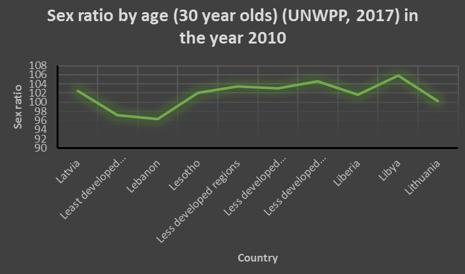 Sex ratio by age (30 year olds) (UNWPP, 2017) in
the year 2010
108
106
104
102
100
98
96
94
92
90
Sex ratio
Latvia
Least developed...
Lebanon
Lesotho
Less developed regions
Less developed...
Less developed...
Liberia
Libya
Lithuania
Country